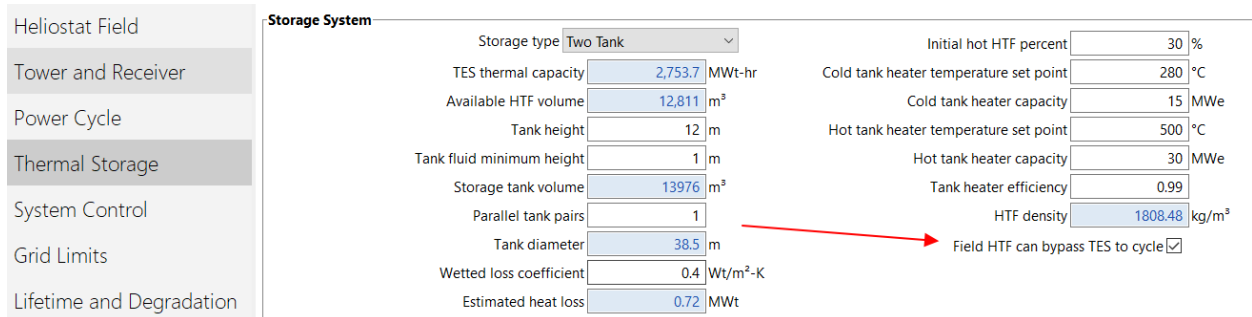 Heliostat Field
Tower and Receiver
Power Cycle
Thermal Storage
System Control
Grid Limits
Lifetime and Degradation
Storage System
Storage type Two Tank
TES thermal capacity 2,753.7 MWt-hr
Available HTF volume 12,811 m³
Tank height 12 m
Tank fluid minimum height 1 m
Storage tank volume 13976 m³
Parallel tank pairs 1
Tank diameter 38.5 m
Wetted loss coefficient 0.4 Wt/m²-K
Estimated heat loss 0.72 MWt
Initial hot HTF percent 30 %
Cold tank heater temperature set point 280 °C
Cold tank heater capacity 15 MWe
Hot tank heater temperature set point 500 °C
Hot tank heater capacity 30 MWe
Tank heater efficiency 0.99
HTF density 1808.48 kg/m³
Field HTF can bypass TES to cycle